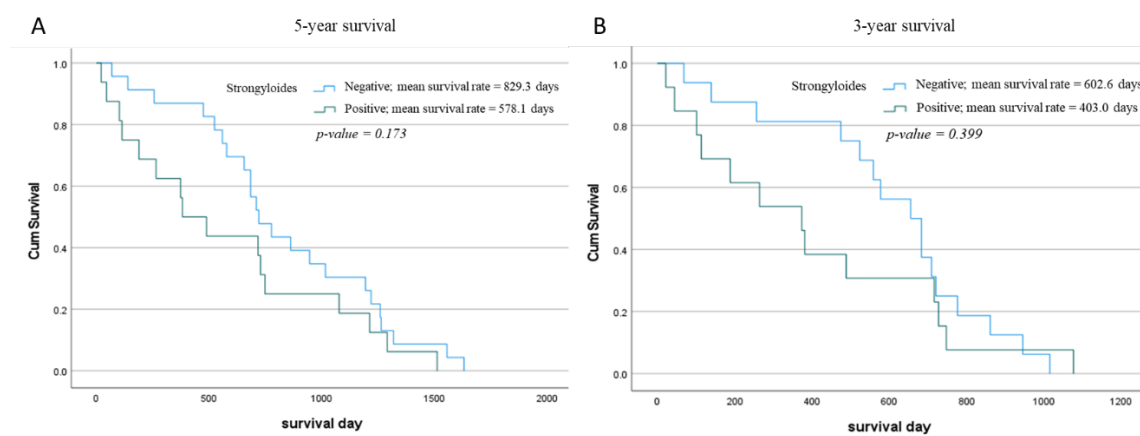 A
5-year survival
Strongyloides
Negative; mean survival rate = 829.3 days
Positive; mean survival rate = 578.1 days
p-value = 0.173
1.0
0.8
0.6
0.4
0.2
0.0
Cum Survival
0
500
1000
1500
2000
survival day
B
3-year survival
Strongyloides
Negative; mean survival rate = 602.6 days
Positive; mean survival rate = 403.0 days
p-value = 0.399
1.0
0.8
0.6
0.4
0.2
0.0
Cum Survival
0
200
400
600
800
1000
1200
survival day